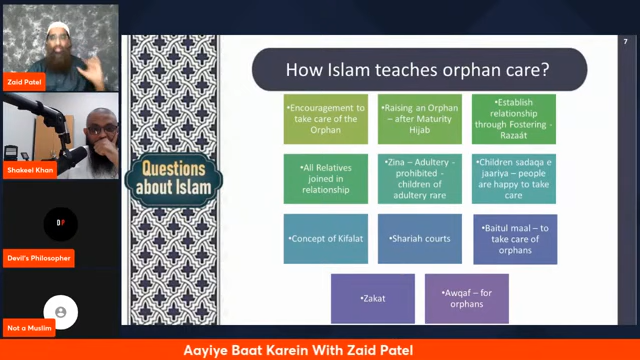 Zaid Patel
Shakeel Khan
D P
Devil's Philosopher
Not a Muslim
Questions
about Islam
7
How Islam teaches orphan care?
•Encouragement to
take care of the
Orphan
•Raising an Orphan
– after Maturity
Hijab
•Establish
relationship
through Fostering -
Razaát
•All Relatives
joined in
relationship
•Zina – Adultery -
prohibited -
children of
adultery rare
•Children sadaqa e
jaariya – people
are happy to take
care
•Concept of Kifalat
•Shariah courts
•Baitul maal – to
take care of
orphans
•Zakat
•Awqaf – for
orphans
Aayiye Baat Karein With Zaid Patel